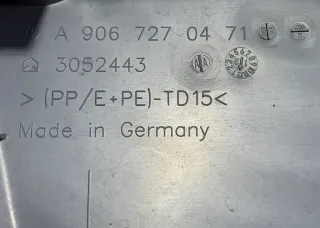 A 906 727 04 71
3052443
>(PP/E+PE)-TD15<
Made in Germany